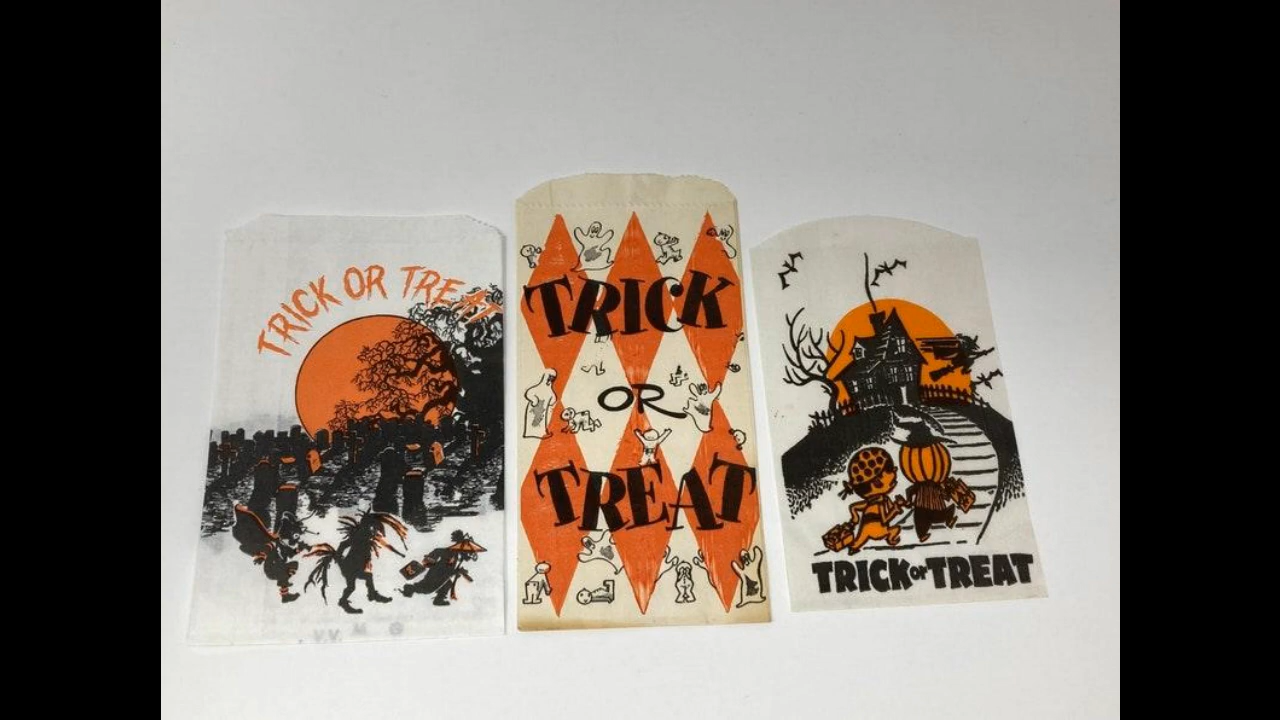 TRICK OR TREAT
TRICK
OR
TREAT
TRICK or TREAT